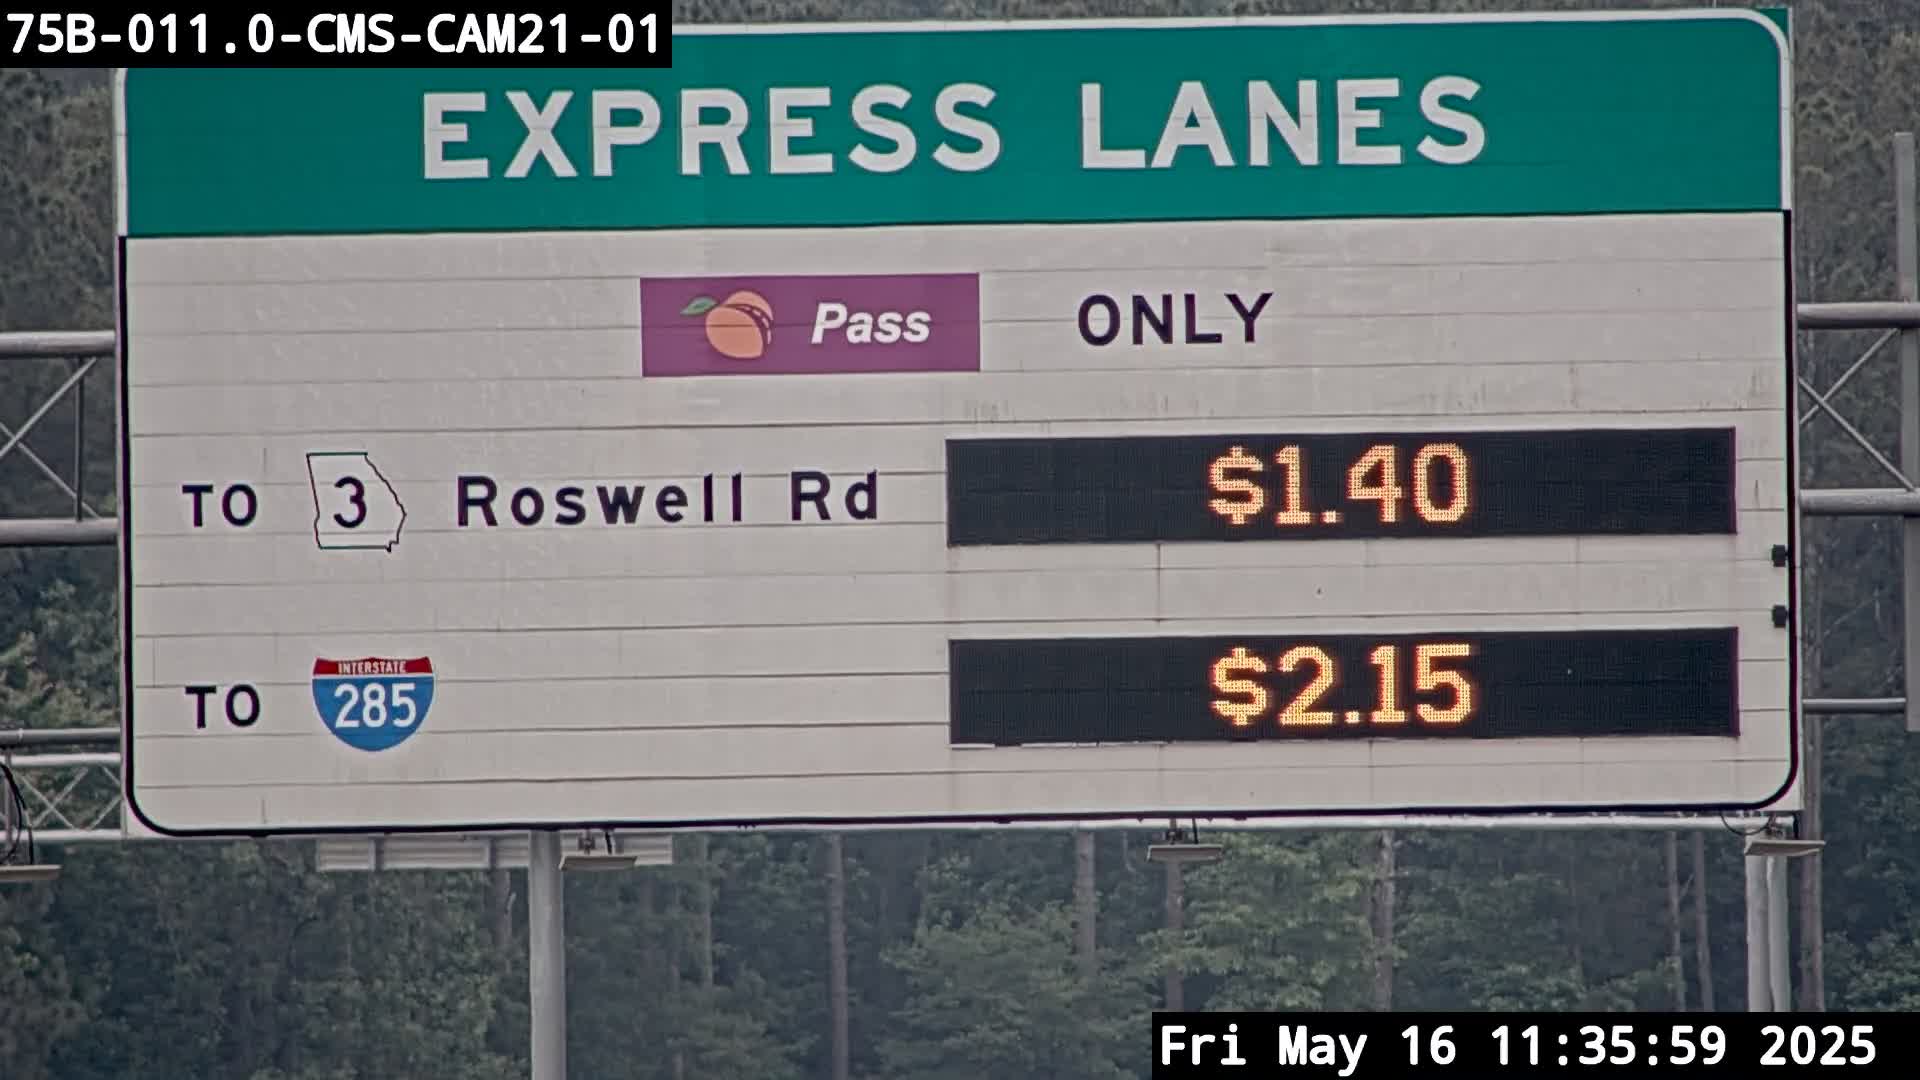 75B-011.0-CMS-CAM21-01
EXPRESS LANES
Pass ONLY
TO 3 Roswell Rd $1.40
INTERSTATE
TO 285 $2.15
Fri May 16 11:35:59 2025